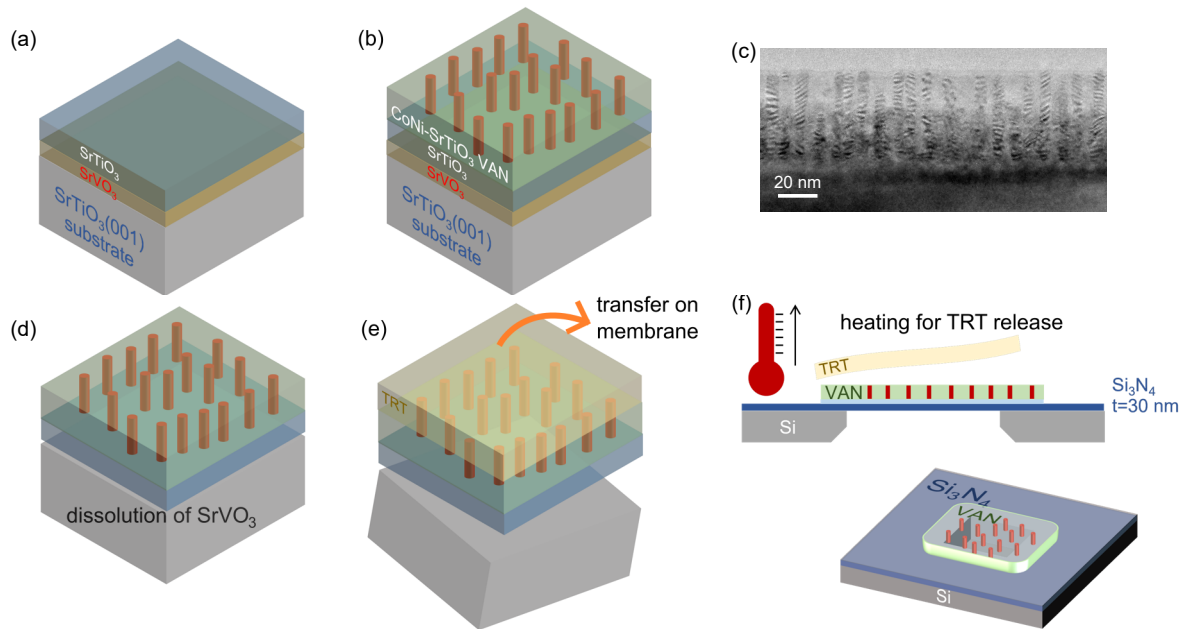 (a)
SrTiO₃
SrVO₃
SrTiO₃(001)
substrate
(b)
CoNi-SrTiO₃ VAN
SrTiO₃
SrVO₃
SrTiO₃(001)
substrate
(c)
20 nm
(d)
dissolution of SrVO₃
(e)
transfer on
membrane
TRT
(f)
heating for TRT release
TRT
VAN
Si₃N₄
t=30 nm
Si
Si₃N₄
VAN
Si